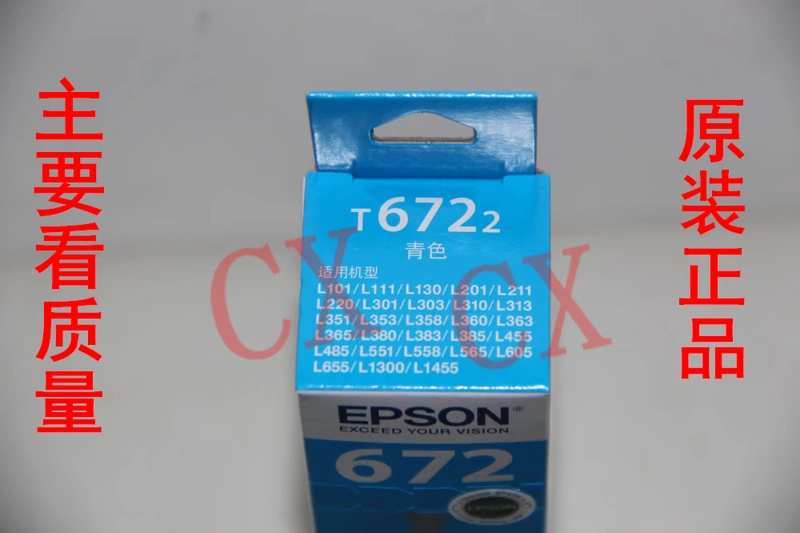 主要看质量
原装正品
T6722
青色
适用机型
L101/L111/L130/L201/L211
L220/L301/L303/L310/L313
L351/L353/L358/L360/L363
L365/L380/L383/L385/L455
L485/L551/L558/L565/L605
L655/L1300/L1455
CX CX
EPSON®
EXCEED YOUR VISION
672